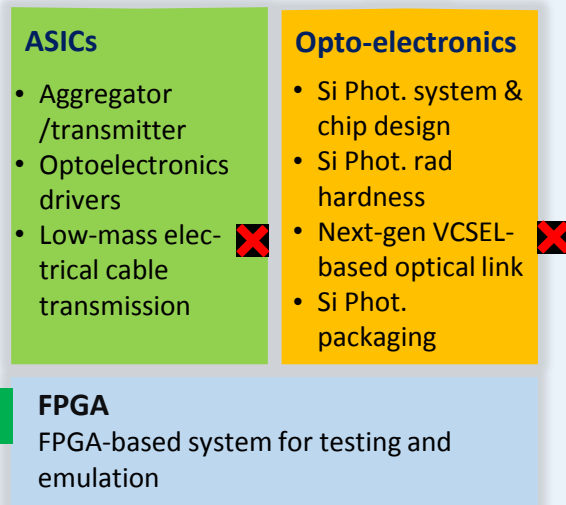 ASICs
• Aggregator
/transmitter
• Optoelectronics
drivers
• Low-mass elec-
trical cable
transmission
Opto-electronics
• Si Phot. system &
chip design
• Si Phot. rad
hardness
• Next-gen VCSEL-
based optical link
• Si Phot.
packaging
FPGA
FPGA-based system for testing and
emulation